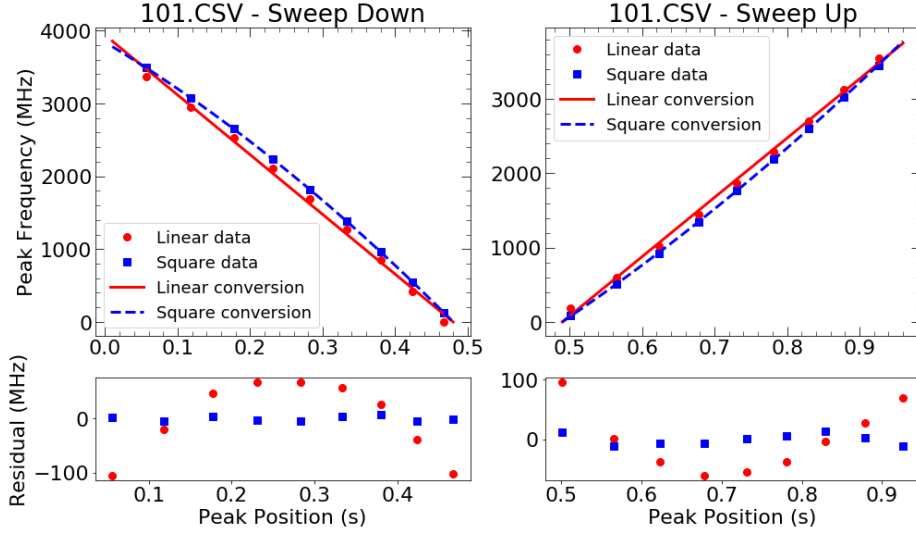 101.CSV - Sweep Down
101.CSV - Sweep Up
Peak Frequency (MHz)
4000
3000
2000
1000
0
Linear data
Square data
Linear conversion
Square conversion
0.0 0.1 0.2 0.3 0.4 0.5
3000
2000
1000
0
Linear data
Square data
Linear conversion
Square conversion
0.5 0.6 0.7 0.8 0.9
Residual (MHz)
0
−100
0.1 0.2 0.3 0.4
Peak Position (s)
100
0
0.5 0.6 0.7 0.8 0.9
Peak Position (s)